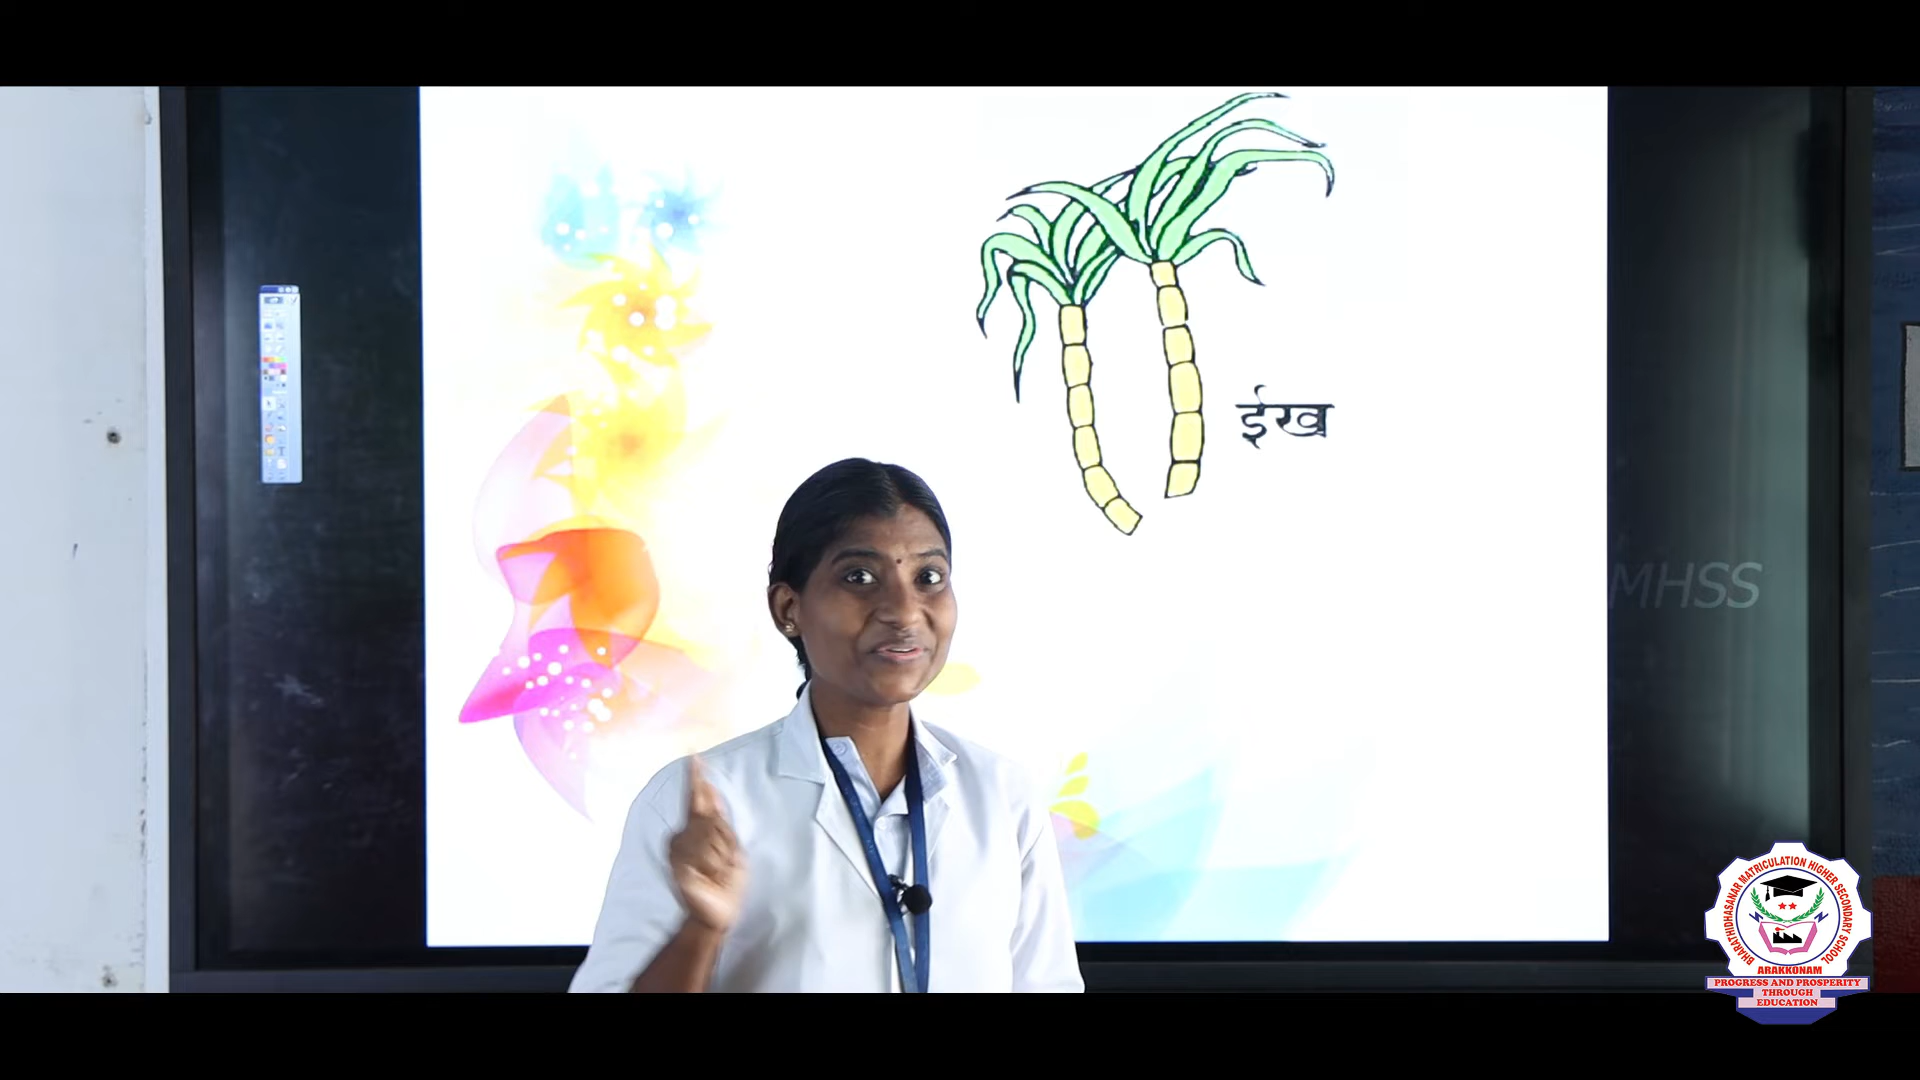 ईख
MHSS
BHARATHIDHASANAR MATRICULATION HIGHER SECONDARY SCHOOL
ARAKKONAM
PROGRESS AND PROSPERITY
THROUGH
EDUCATION